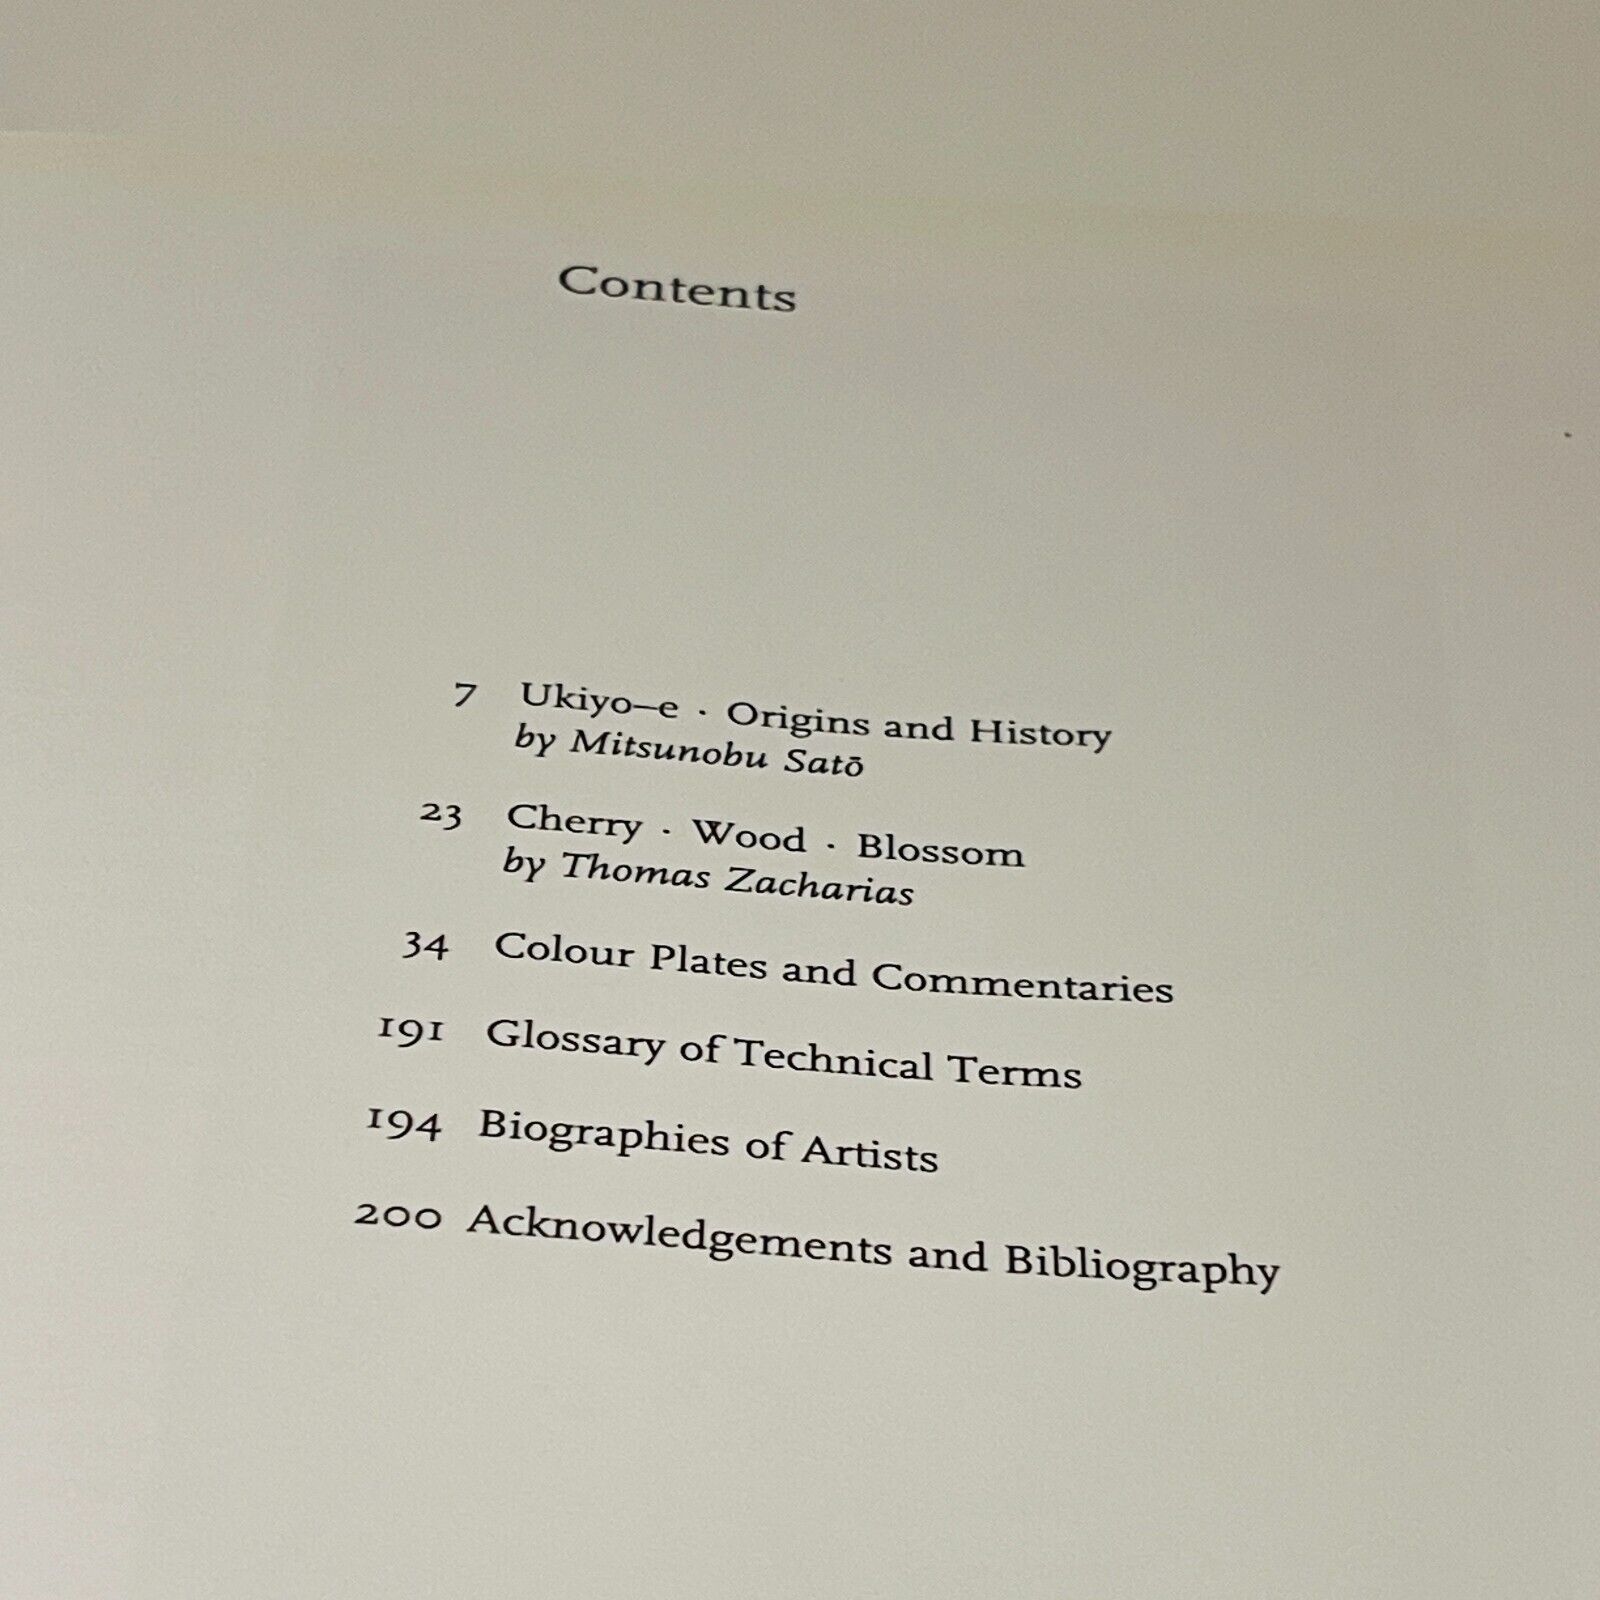 Contents
7 Ukiyo–e · Origins and History
by Mitsunobu Satō
23 Cherry · Wood · Blossom
by Thomas Zacharias
34 Colour Plates and Commentaries
191 Glossary of Technical Terms
194 Biographies of Artists
200 Acknowledgements and Bibliography